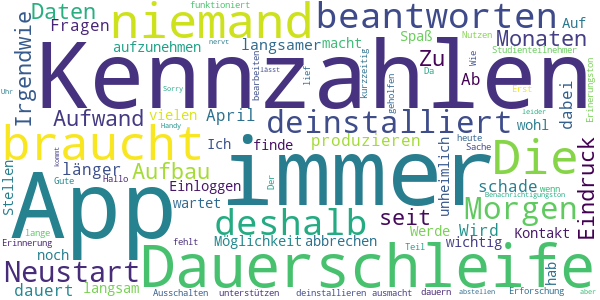 funktioniert
Daten niemand beantworten
Fragen nervt Spaß Auf Monaten
aufzunehmen langsamer macht Nutzen
Irgendwie Kennzahlen Zu Studienteilnehmer
Uhr Sorry bearbeiten lässt lief kurzzeitig geholfen Da Wie Ab Erst Erinerungston
Aufwand vielen April deinstalliert dabei leider
Handy Ich wohl heute
braucht länger finde produzieren Sache
kommt Aufbau immer Die Eindruck
Stellen Gute Hallo Einloggen unheimlich schade wenn
App wartet Der deshalb seit Morgen Benachrichtigungston
lange Möglichkeit abbrechen Werde Wird wichtig Kontakt
Erinnerung noch fehlt Dauerschleife Teil hab
Neustart
dauert langsam Ausschalten unterstützen deinstallieren ausmacht dauern abstellen Erforschung aber